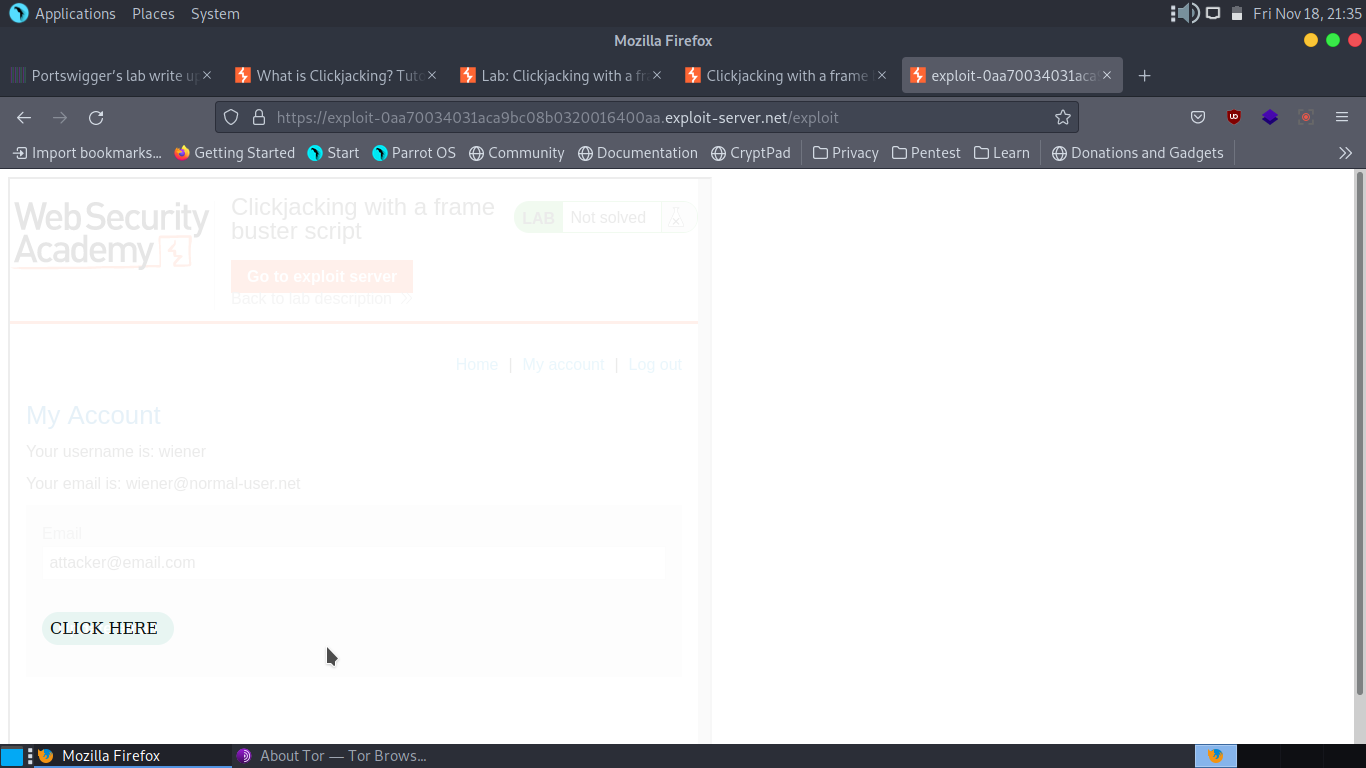 Applications Places System Fri Nov 18, 21:35
Mozilla Firefox
Portswigger's lab write u What is Clickjacking? Tut Lab: Clickjacking with a fr Clickjacking with a frame exploit-0aa70034031aca
https://exploit-0aa70034031aca9bc08b0320016400aa.exploit-server.net/exploit
Import bookmarks... Getting Started Start Parrot OS Community Documentation CryptPad Privacy Pentest Learn Donations and Gadgets
Web Security
Academy
Clickjacking with a frame
buster script
LAB Not solved
Go to exploit server
Back to lab description
Home | My account | Log out
My Account
Your username is: wiener
Your email is: wiener@normal-user.net
Email
attacker@email.com
CLICK HERE
Mozilla Firefox About Tor — Tor Brows...